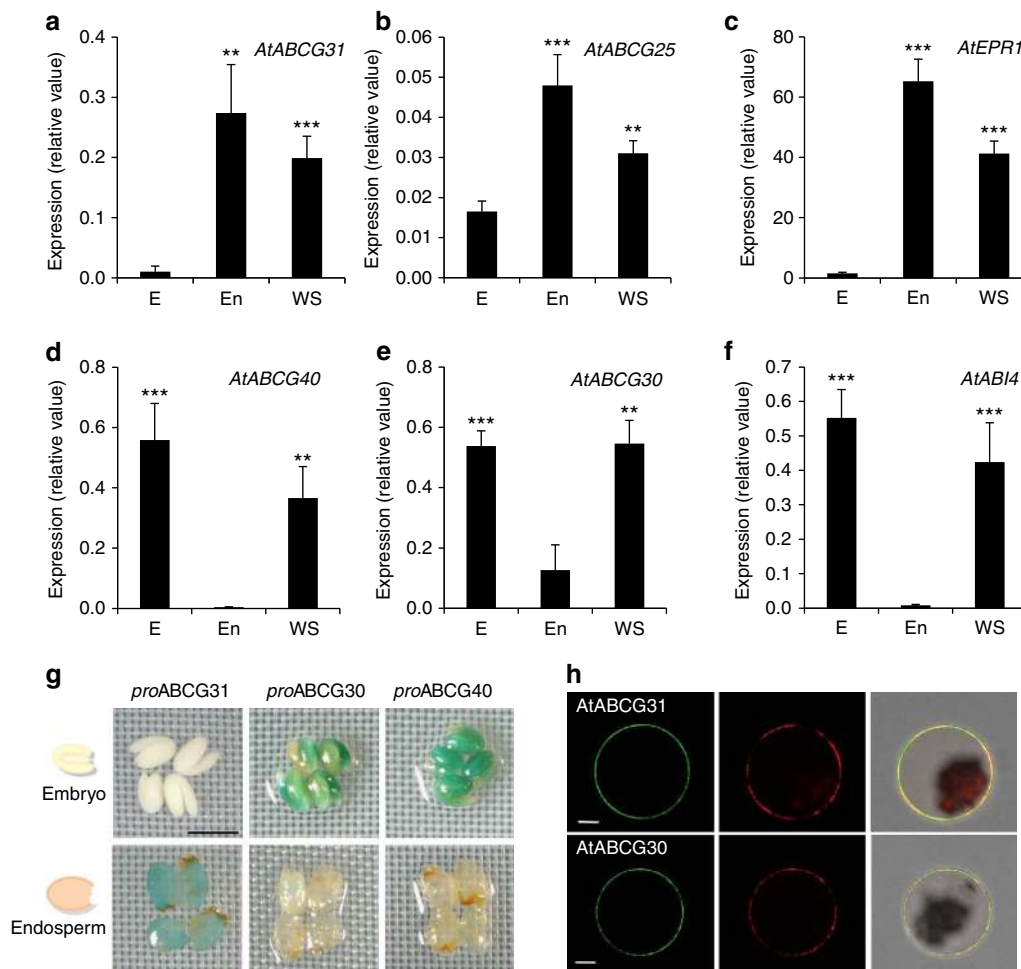 a
AtABCG31
Expression (relative value)
0.4
0.3
0.2
0.1
0.0
**
***
E En WS
b
AtABCG25
Expression (relative value)
0.06
0.05
0.04
0.03
0.02
0.01
0.00
***
**
E En WS
c
AtEPR1
Expression (relative value)
80
60
40
20
0
***
***
E En WS
d
AtABCG40
Expression (relative value)
0.8
0.6
0.4
0.2
0.0
***
**
E En WS
e
AtABCG30
Expression (relative value)
0.8
0.6
0.4
0.2
0.0
***
**
E En WS
f
AtABI4
Expression (relative value)
0.7
0.6
0.5
0.4
0.3
0.2
0.1
0.0
***
***
E En WS
g
proABCG31 proABCG30 proABCG40
Embryo
Endosperm
h
AtABCG31
AtABCG30